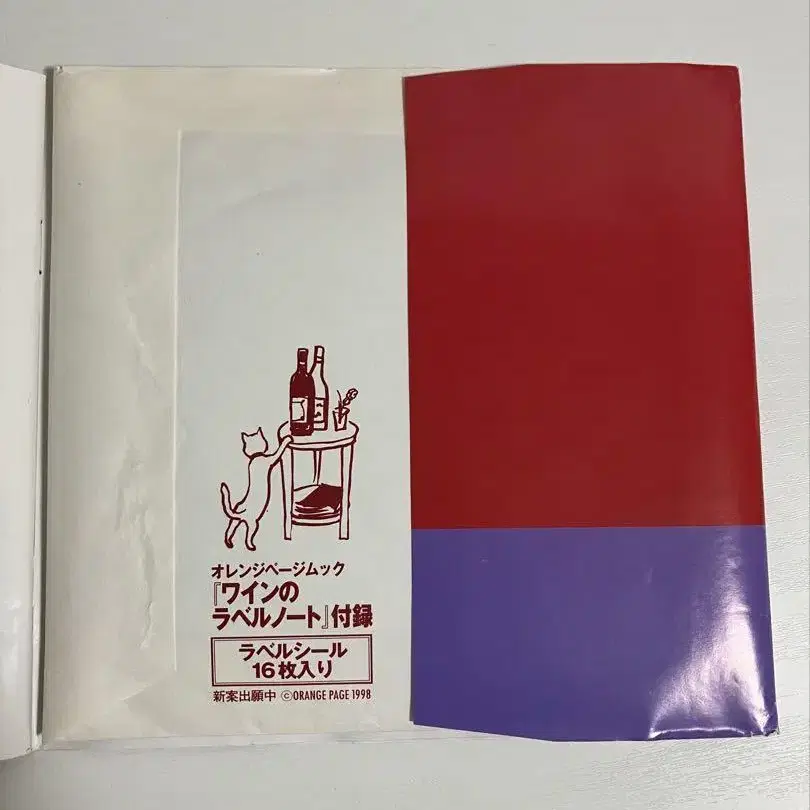 オレンジページムック
『ワインの
ラベルノート』付録
ラベルシール
16枚入り
新案出願中 ©ORANGE PAGE 1998